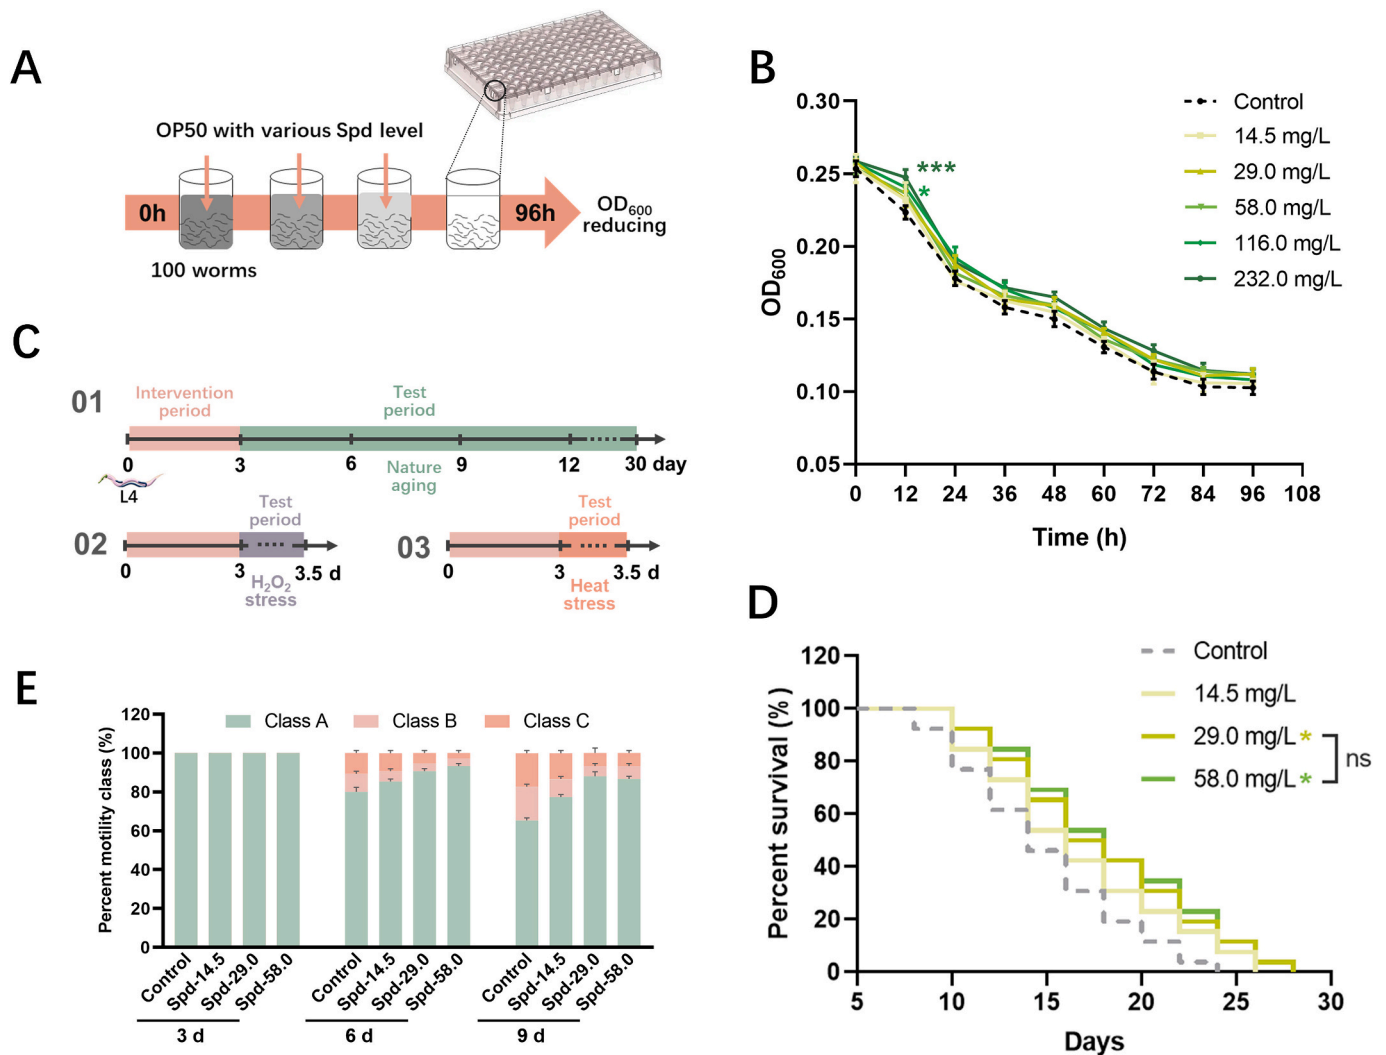 A
OP50 with various Spd level
0h
96h
OD600
reducing
100 worms
B
0.30
0.25
0.20
0.15
0.10
0.05
OD600
***
*
Control
14.5 mg/L
29.0 mg/L
58.0 mg/L
116.0 mg/L
232.0 mg/L
0 12 24 36 48 60 72 84 96 108
Time (h)
C
01
Intervention
period
Test
period
0 3 6 9 12 30 day
L4
Nature
aging
02
Test
period
0 3 3.5 d
H2O2
stress
03
Test
period
0 3 3.5 d
Heat
stress
D
120
100
80
60
40
20
0
Percent survival (%)
Control
14.5 mg/L
29.0 mg/L *
58.0 mg/L *
ns
5 10 15 20 25 30
Days
E
Class A Class B Class C
120
100
80
60
40
20
0
Percent motility class (%)
Control Spd-14.5 Spd-29.0 Spd-58.0
3 d
Control Spd-14.5 Spd-29.0 Spd-58.0
6 d
Control Spd-14.5 Spd-29.0 Spd-58.0
9 d